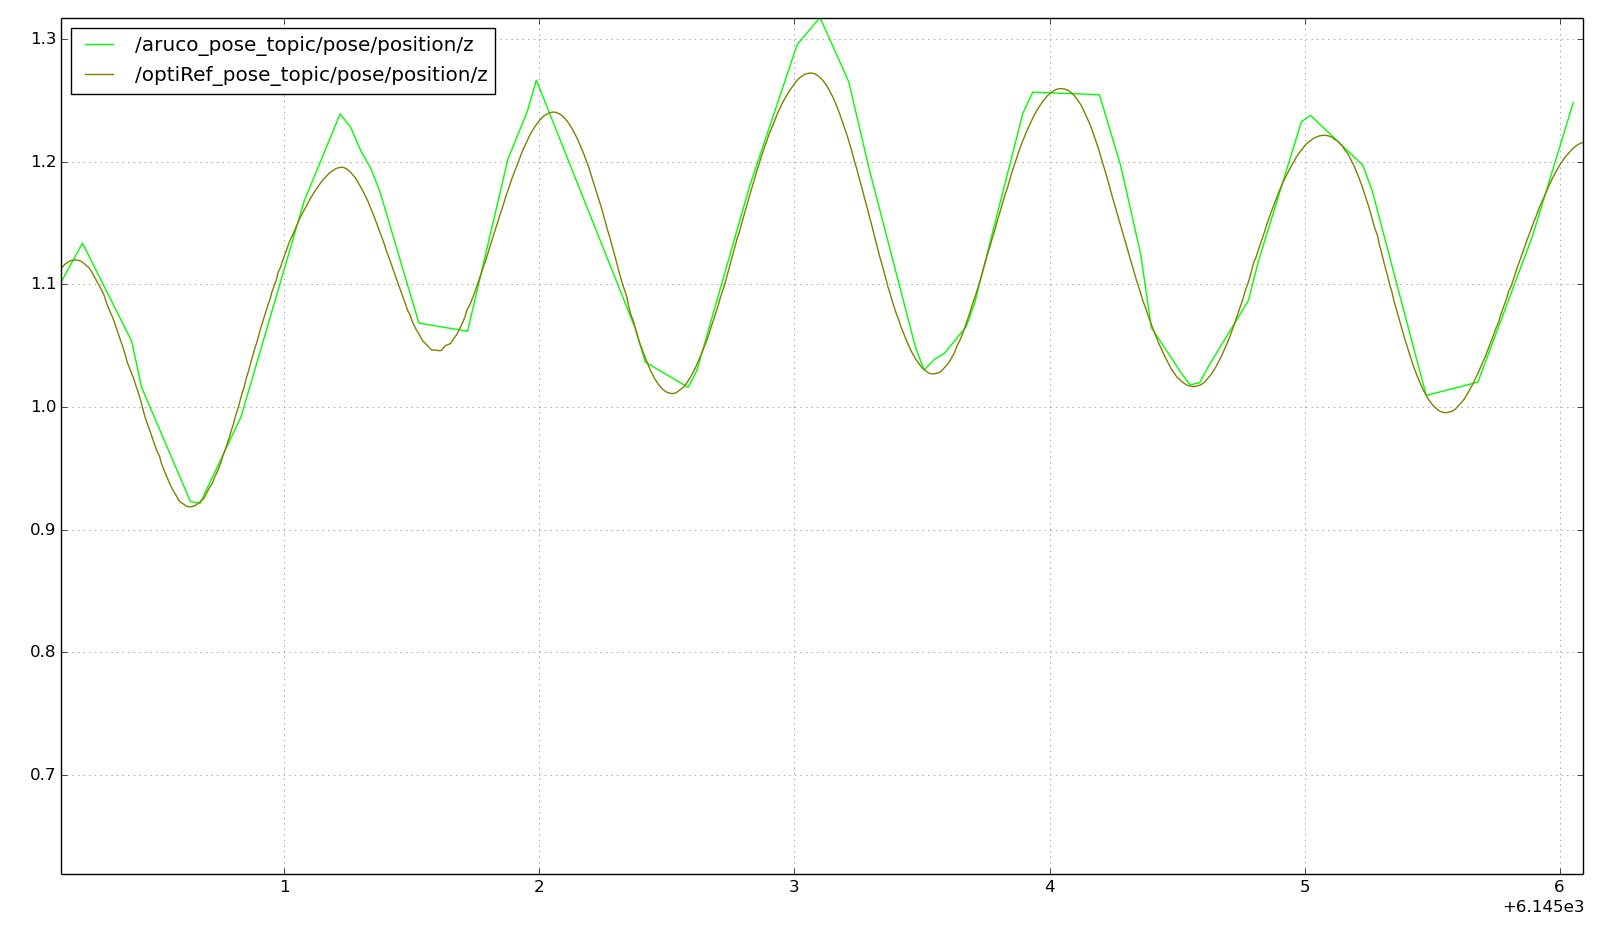 /aruco_pose_topic/pose/position/z
/optiRef_pose_topic/pose/position/z
1.3
1.2
1.1
1.0
0.9
0.8
0.7
1 2 3 4 5 6
+6.145e3